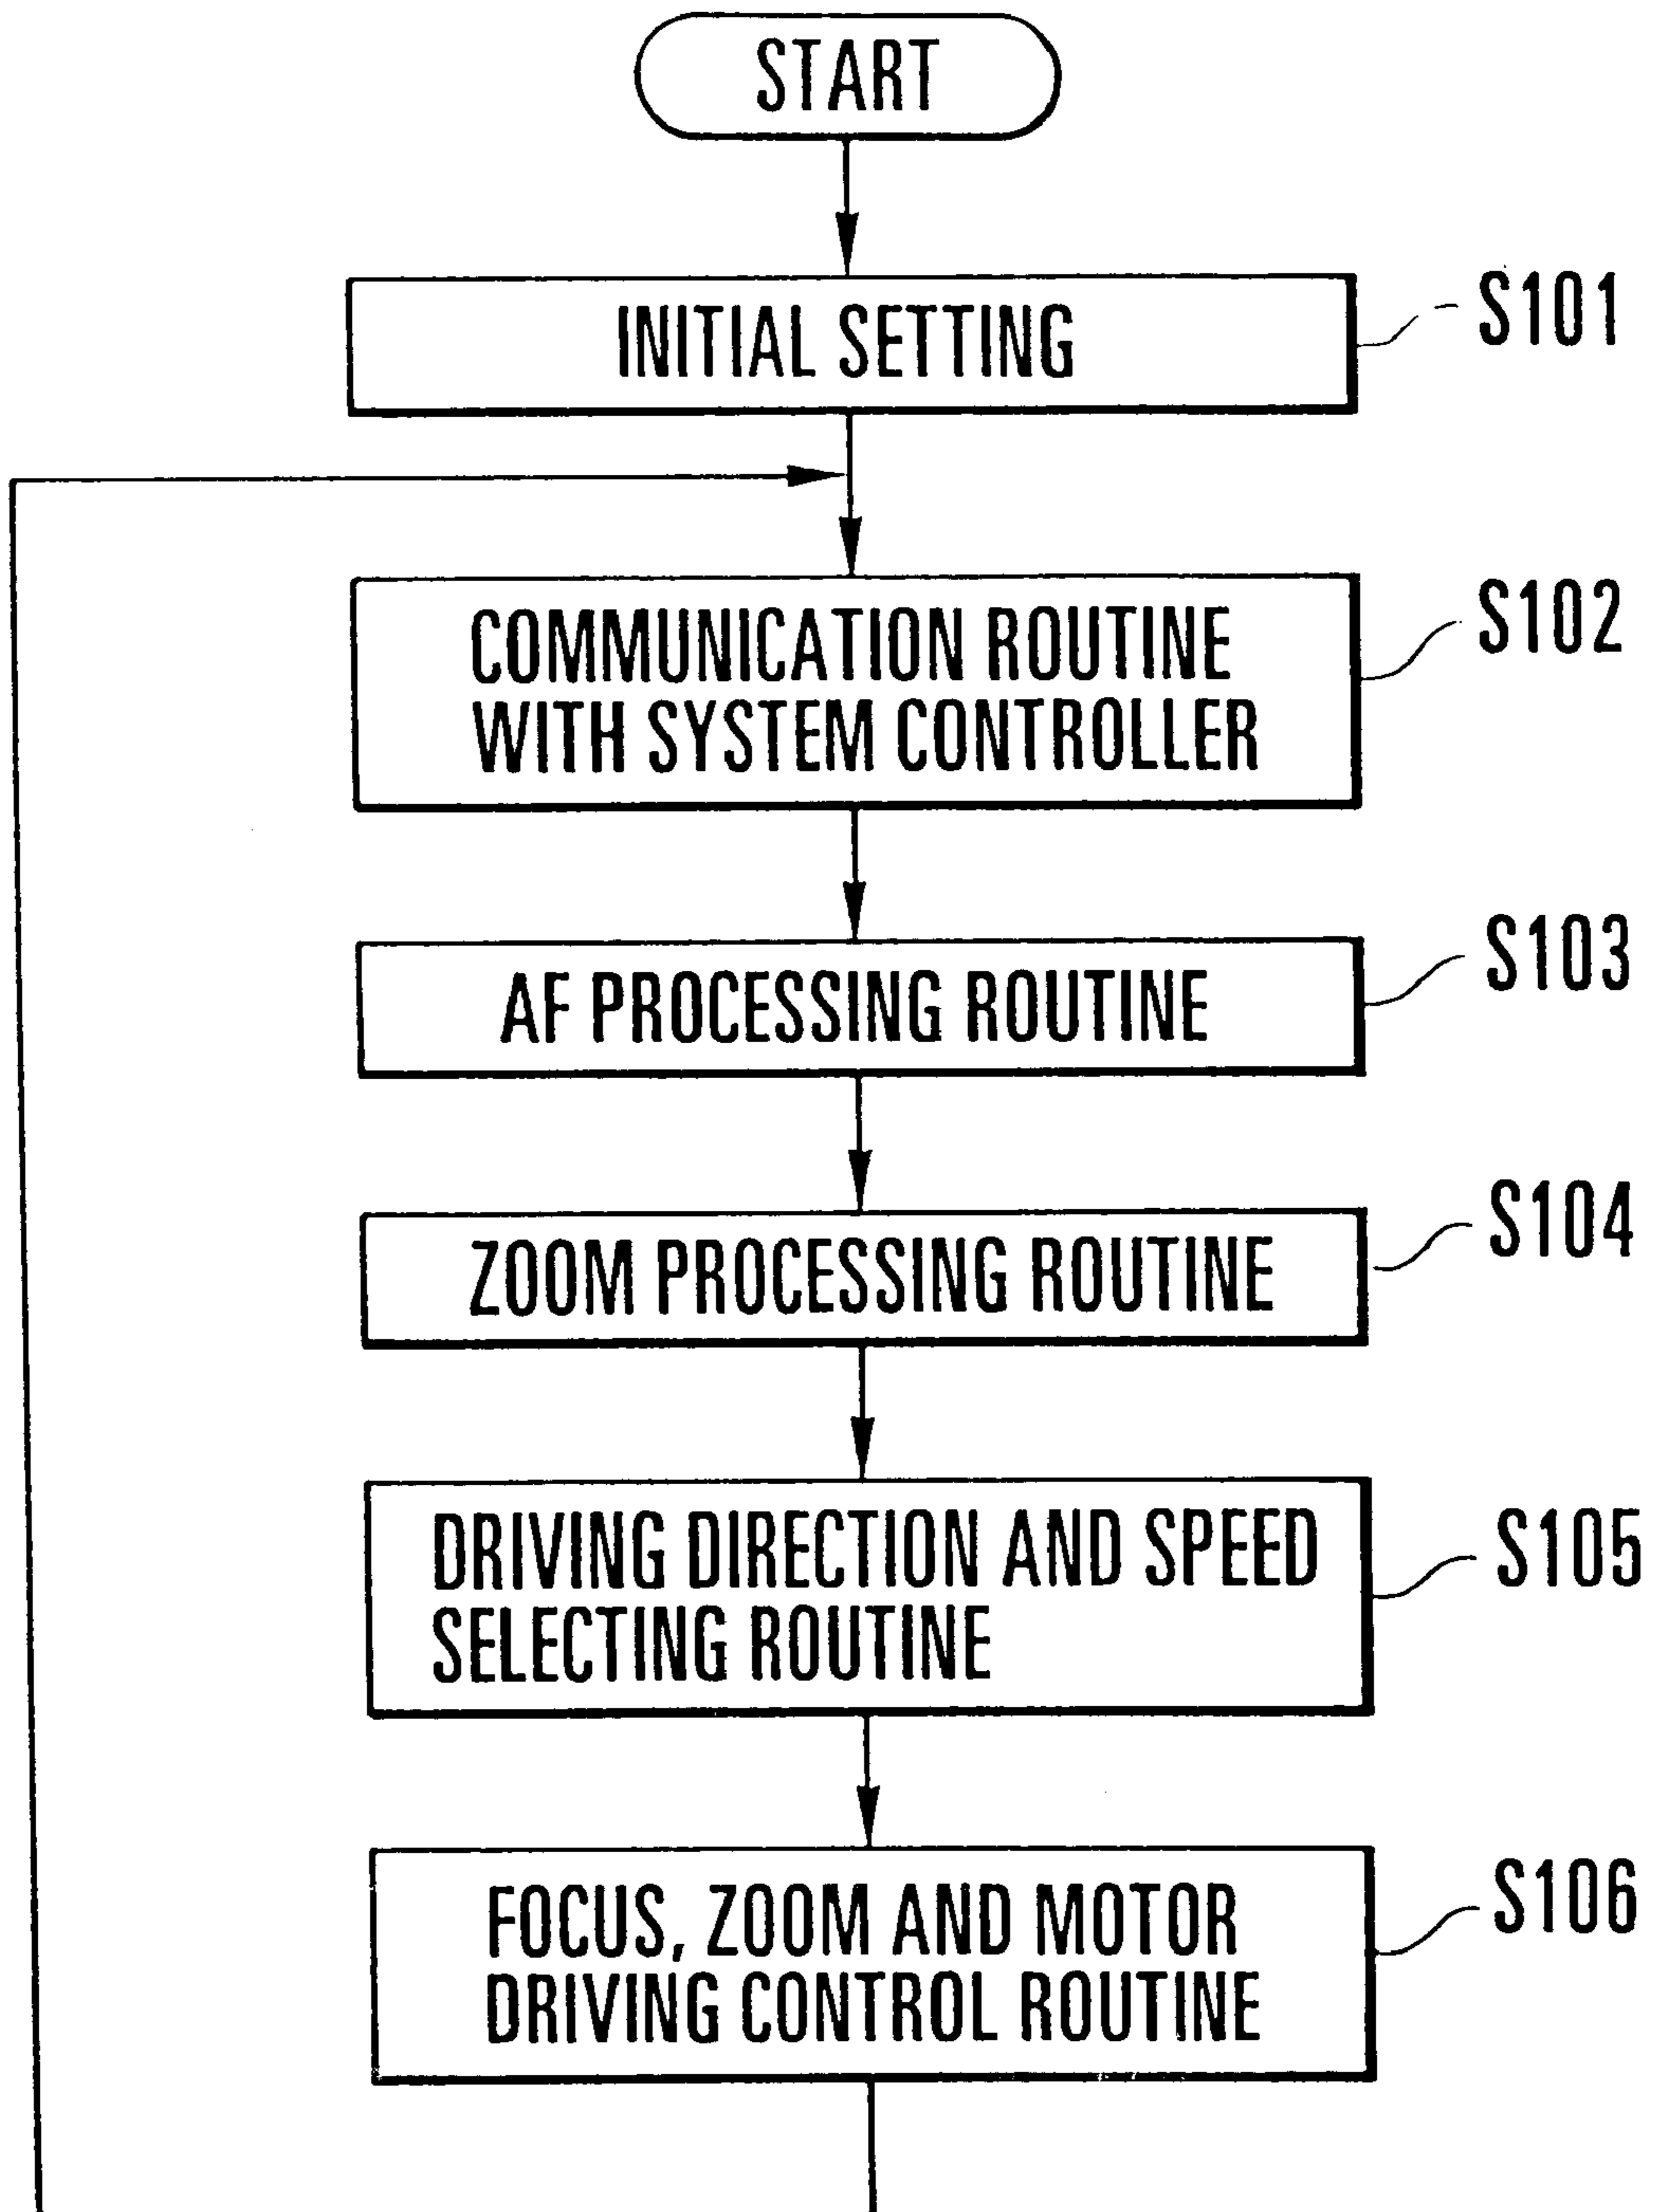 START
INITIAL SETTING
S101
COMMUNICATION ROUTINE
WITH SYSTEM CONTROLLER
S102
AF PROCESSING ROUTINE
S103
ZOOM PROCESSING ROUTINE
S104
DRIVING DIRECTION AND SPEED
SELECTING ROUTINE
S105
FOCUS, ZOOM AND MOTOR
DRIVING CONTROL ROUTINE
S106